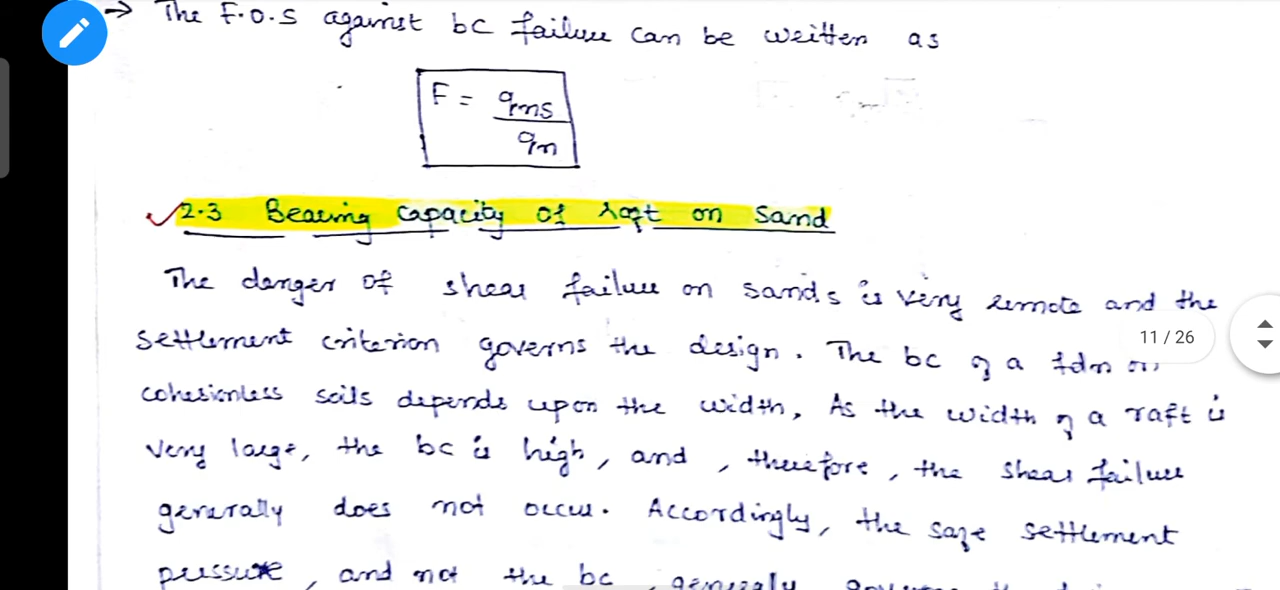 → The F.O.S against bc failure can be written as
F = qns
qn
2.3 Bearing capacity of raft on Sand
The danger of shear failure on sands is very remote and the
settlement criterion governs the design. The bc of a fdn on
11 / 26
cohesionless soils depends upon the width, As the width of a raft is
very large, the bc is high, and, therefore, the shear failure
generally does not occur. Accordingly, the safe settlement
pressure, and not the bc, generally